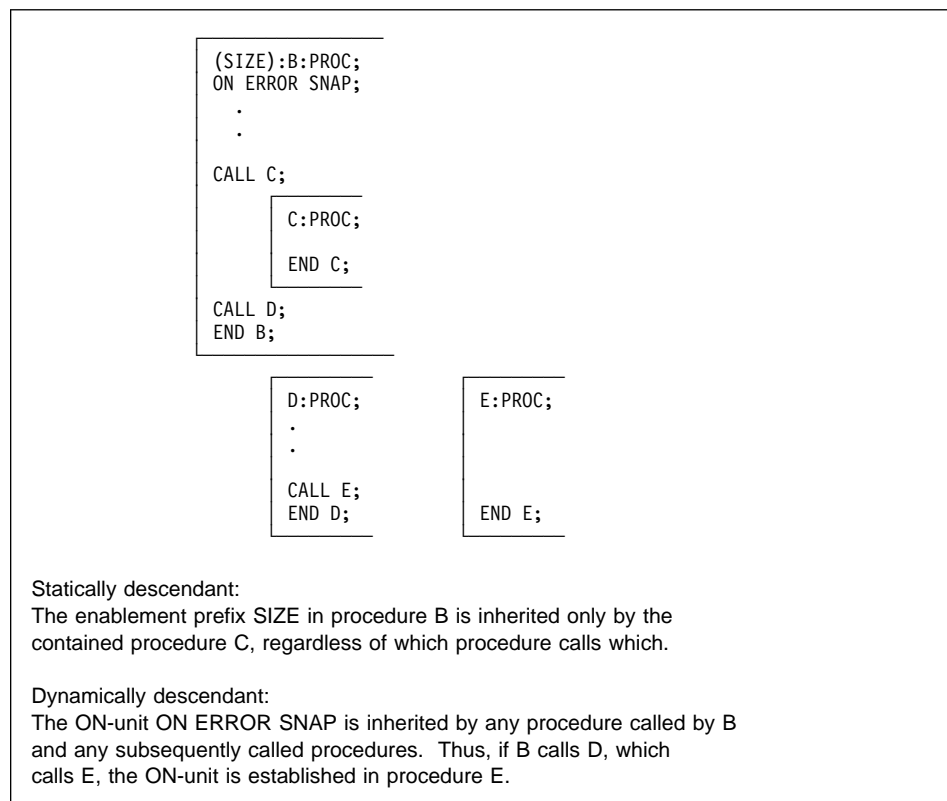 (SIZE):B:PROC;
ON ERROR SNAP;
.
.
CALL C;
C:PROC;
END C;
CALL D;
END B;
D:PROC; E:PROC;
.
.
CALL E;
END D; END E;
Statically descendant:
The enablement prefix SIZE in procedure B is inherited only by the
contained procedure C, regardless of which procedure calls which.
Dynamically descendant:
The ON-unit ON ERROR SNAP is inherited by any procedure called by B
and any subsequently called procedures. Thus, if B calls D, which
calls E, the ON-unit is established in procedure E.